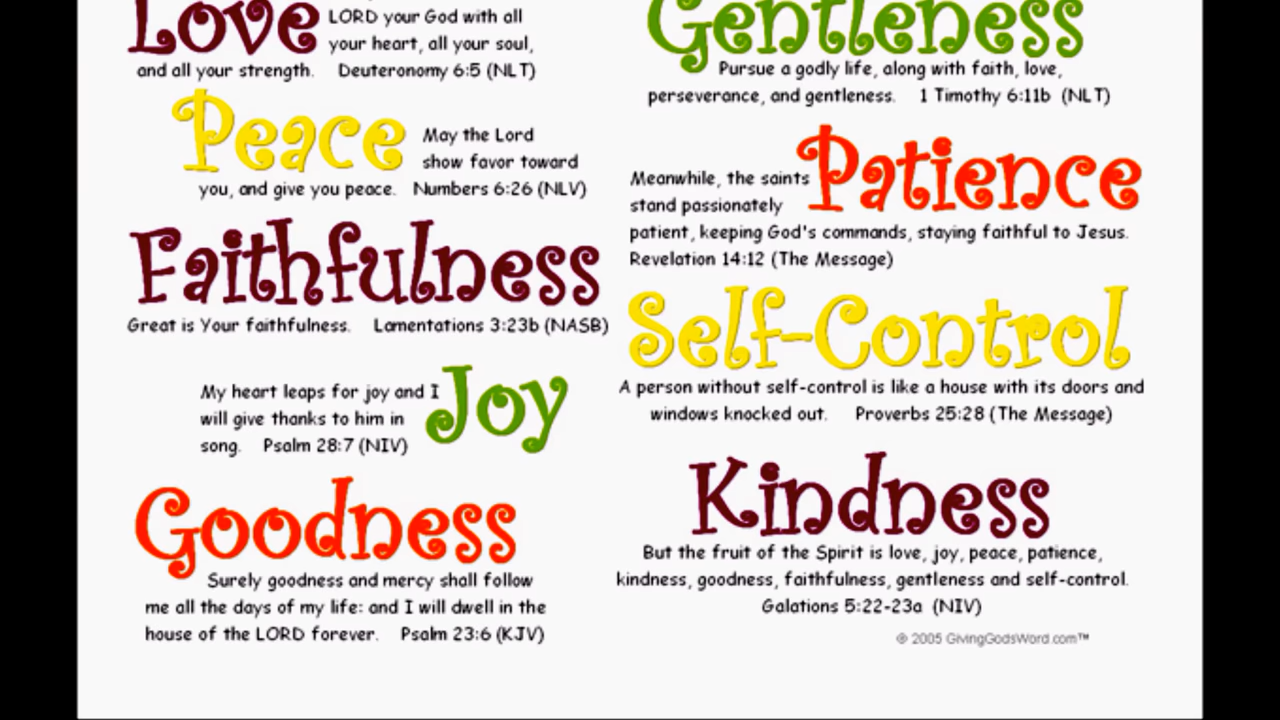 Love
LORD your God with all
your heart, all your soul,
and all your strength. Deuteronomy 6:5 (NLT)
Peace
May the Lord
show favor toward
you, and give you peace. Numbers 6:26 (NLV)
Faithfulness
Great is Your faithfulness. Lamentations 3:23b (NASB)
My heart leaps for joy and I
Joy
will give thanks to him in
song. Psalm 28:7 (NIV)
Goodness
Surely goodness and mercy shall follow
me all the days of my life: and I will dwell in the
house of the LORD forever. Psalm 23:6 (KJV)
Gentleness
Pursue a godly life, along with faith, love,
perseverance, and gentleness. 1 Timothy 6:11b (NLT)
Patience
Meanwhile, the saints
stand passionately
patient, keeping God's commands, staying faithful to Jesus.
Revelation 14:12 (The Message)
Self-Control
A person without self-control is like a house with its doors and
windows knocked out. Proverbs 25:28 (The Message)
Kindness
But the fruit of the Spirit is love, joy, peace, patience,
kindness, goodness, faithfulness, gentleness and self-control.
Galations 5:22-23a (NIV)
© 2005 GivingGodsWord.com™